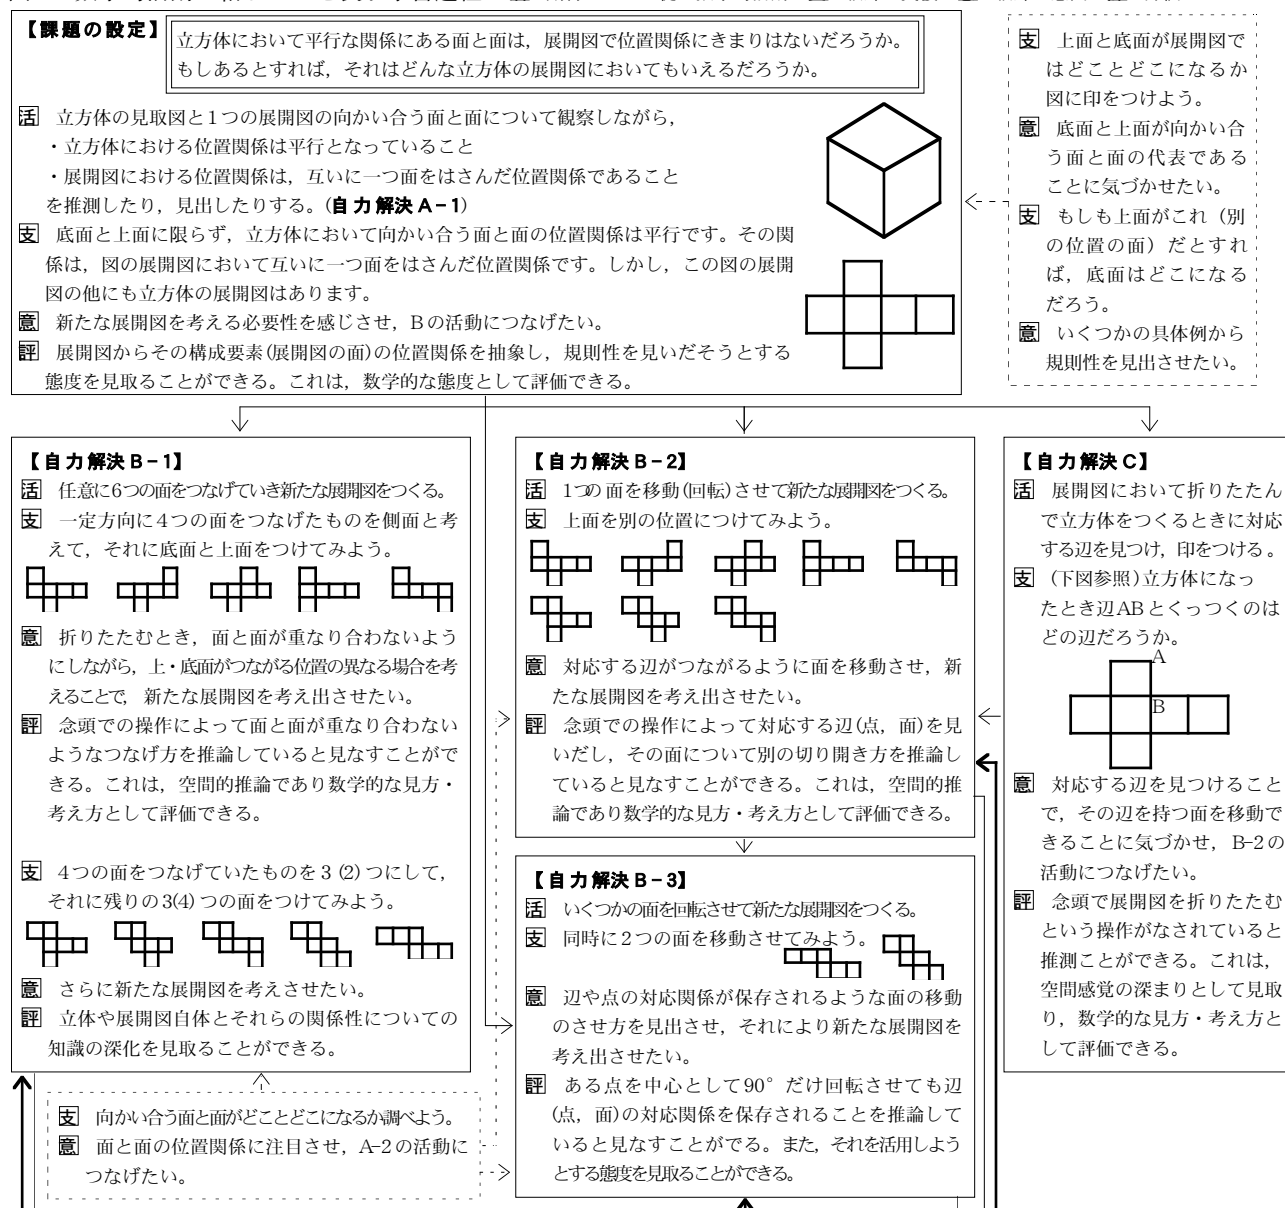 【課題の設定】
立方体において平行な関係にある面と面は，展開図で位置関係にきまりはないだろうか。
もしあるとすれば，それはどんな立方体の展開図においてもいえるだろうか。
活 立方体の見取図と1つの展開図の向かい合う面と面について観察しながら，
・立方体における位置関係は平行となっていること
・展開図における位置関係は，互いに一つ面をはさんだ位置関係であること
を推測したり，見出したりする。(自力解決A-1)
支 底面と上面に限らず，立方体において向かい合う面と面の位置関係は平行です。その関
係は，図の展開図において互いに一つ面をはさんだ位置関係です。しかし，この図の展開
図の他にも立方体の展開図はあります。
意 新たな展開図を考える必要性を感じさせ，Bの活動につなげたい。
評 展開図からその構成要素(展開図の面)の位置関係を抽象し，規則性を見いだそうとする
態度を見取ることができる。これは，数学的な態度として評価できる。
支 上面と底面が展開図で
はどことどこになるか
図に印をつけよう。
意 底面と上面が向かい合
う面と面の代表である
ことに気づかせたい。
支 もしも上面がこれ（別
の位置の面）だとすれ
ば，底面はどこになる
だろう。
意 いくつかの具体例から
規則性を見出させたい。
【自力解決B-1】
活 任意に6つの面をつなげていき新たな展開図をつくる。
支 一定方向に4つの面をつなげたものを側面と考
えて，それに底面と上面をつけてみよう。
意 折りたたむとき，面と面が重なり合わないよう
にしながら，上・底面がつながる位置の異なる場合を考
えることで，新たな展開図を考え出させたい。
評 念頭での操作によって面と面が重なり合わない
ようなつなげ方を推論していると見なすことがで
きる。これは，空間的推論であり数学的な見方・
考え方として評価できる。
支 4つの面をつなげていたものを3(2)つにして，
それに残りの3(4)つの面をつけてみよう。
意 さらに新たな展開図を考えさせたい。
評 立体や展開図自体とそれらの関係性についての
知識の深化を見取ることができる。
支 向かい合う面と面がどことどこになるか調べよう。
意 面と面の位置関係に注目させ，A-2の活動に
つなげたい。
【自力解決B-2】
活 1つの面を移動(回転)させて新たな展開図をつくる。
支 上面を別の位置につけてみよう。
意 対応する辺がつながるように面を移動させ，新
たな展開図を考え出させたい。
評 念頭での操作によって対応する辺(点，面)を見
いだし，その面について別の切り開き方を推論し
ていると見なすことができる。これは，空間的推
論であり数学的な見方・考え方として評価できる。
【自力解決B-3】
活 いくつかの面を回転させて新たな展開図をつくる。
支 同時に2つの面を移動させてみよう。
意 辺や点の対応関係が保存されるような面の移動
のさせ方を見出させ，それにより新たな展開図を
考え出させたい。
評 ある点を中心として90°だけ回転させても辺
(点，面)の対応関係を保存されることを推論して
いると見なすことがでる。また，それを活用しよう
とする態度を見取ることができる。
【自力解決C】
活 展開図において折りたたん
で立方体をつくるときに対応
する辺を見つけ，印をつける。
支 (下図参照)立方体になっ
たとき辺ABとくっつくのは
どの辺だろうか。
A
B
意 対応する辺を見つけること
で，その辺を持つ面を移動で
きることに気づかせ，B-2の
活動につなげたい。
評 念頭で展開図を折りたたむ
という操作がなされていると
推測ことができる。これは，
空間感覚の深まりとして見取
り，数学的な見方・考え方と
して評価できる。